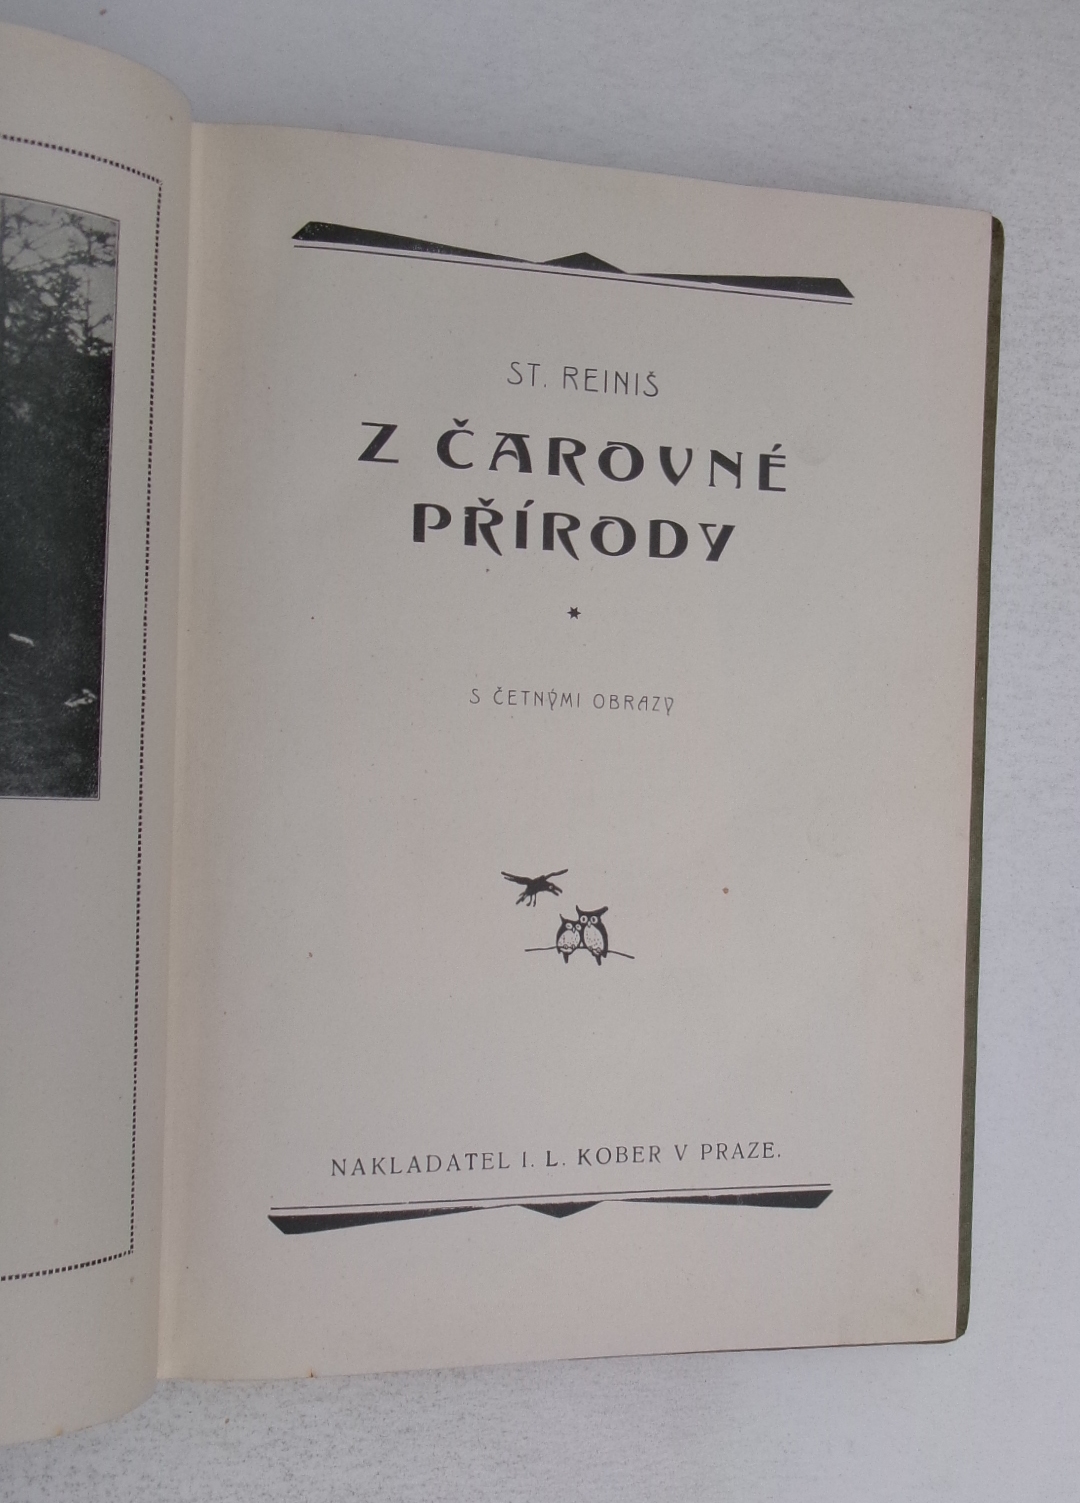 ST. REINIŠ
Z ČAROVNÉ
PŘÍRODY
*
S ČETNÝMI OBRAZY
NAKLADATEL I. L. KOBER V PRAZE.